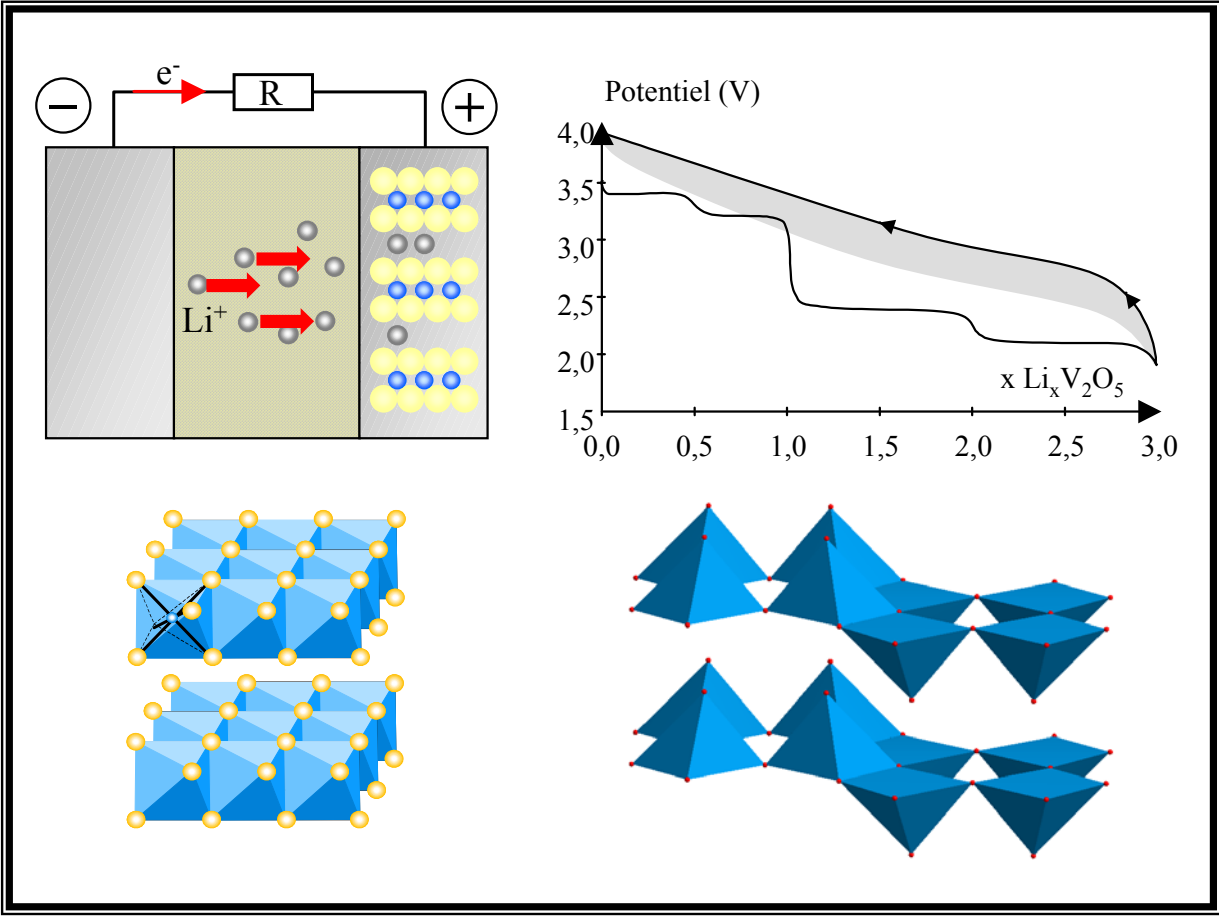 e-
R
−
+
Li+
Potentiel (V)
4,0
3,5
3,0
2,5
2,0
1,5
x LixV2O5
0,0 0,5 1,0 1,5 2,0 2,5 3,0